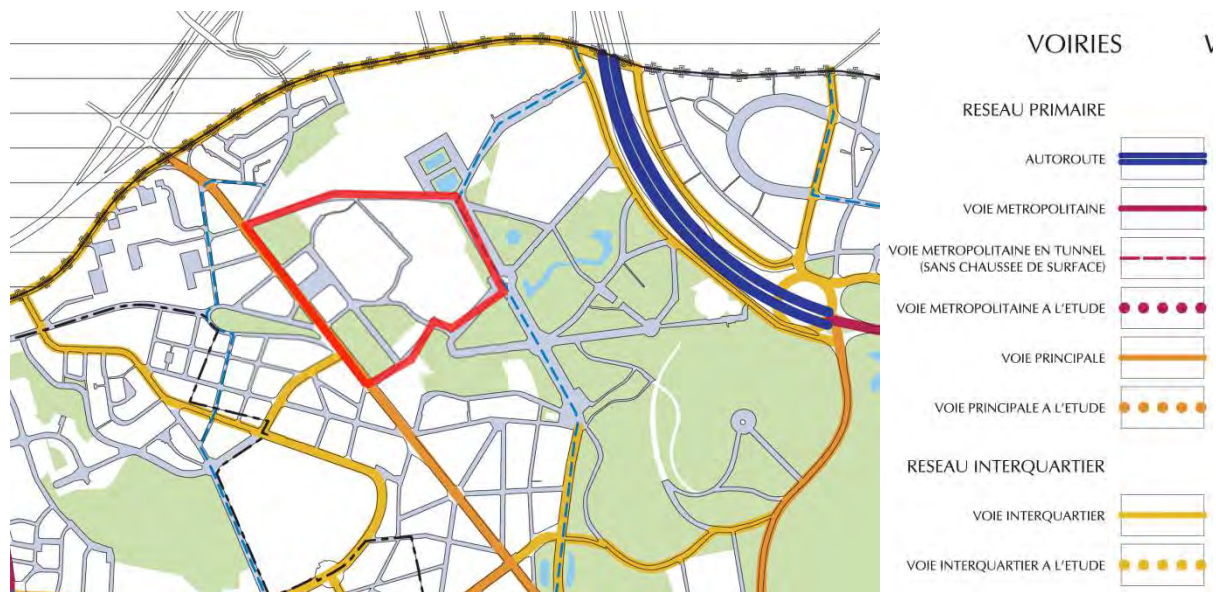 VOIRIES
RESEAU PRIMAIRE
AUTOROUTE
VOIE METROPOLITAINE
VOIE METROPOLITAINE EN TUNNEL
(SANS CHAUSSEE DE SURFACE)
VOIE METROPOLITAINE A L'ETUDE
VOIE PRINCIPALE
VOIE PRINCIPALE A L'ETUDE
RESEAU INTERQUARTIER
VOIE INTERQUARTIER
VOIE INTERQUARTIER A L'ETUDE